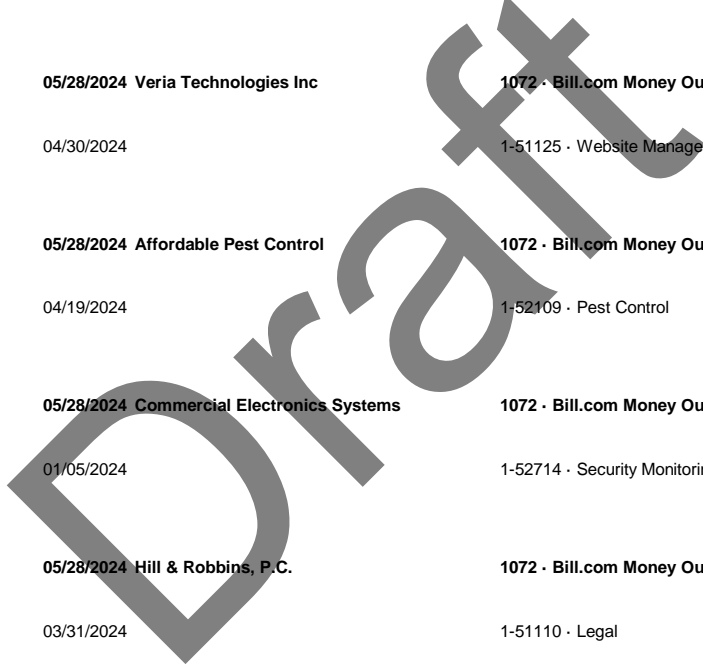 05/28/2024 Veria Technologies Inc 1072 · Bill.com Money Ou
04/30/2024 1-51125 · Website Manage
05/28/2024 Affordable Pest Control 1072 · Bill.com Money Ou
04/19/2024 1-52109 · Pest Control
05/28/2024 Commercial Electronics Systems 1072 · Bill.com Money Ou
01/05/2024 1-52714 · Security Monitorin
05/28/2024 Hill & Robbins, P.C. 1072 · Bill.com Money Ou
03/31/2024 1-51110 · Legal
Draft